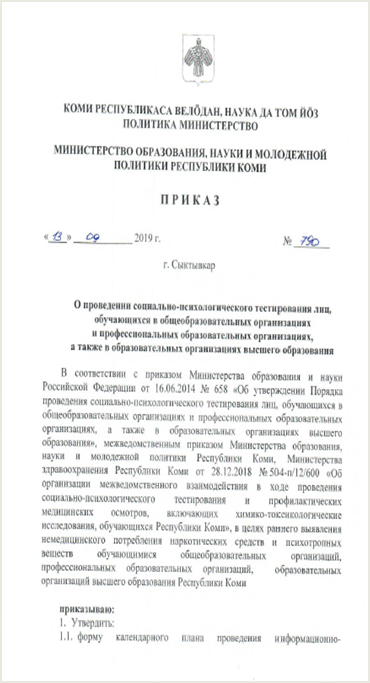 КОМИ РЕСПУБЛИКАСА ВЕЛӦДАН, НАУКА ДА ТОМ ЙӦЗ
ПОЛИТИКА МИНИСТЕРСТВО
МИНИСТЕРСТВО ОБРАЗОВАНИЯ, НАУКИ И МОЛОДЕЖНОЙ
ПОЛИТИКИ РЕСПУБЛИКИ КОМИ
П Р И К А З
« 13 » 09 2019 г. № 790
г. Сыктывкар
О проведении социально-психологического тестирования лиц,
обучающихся в общеобразовательных организациях
и профессиональных образовательных организациях,
а также в образовательных организациях высшего образования
В соответствии с приказом Министерства образования и науки
Российской Федерации от 16.06.2014 № 658 «Об утверждении Порядка
проведения социально-психологического тестирования лиц, обучающихся в
общеобразовательных организациях и профессиональных образовательных
организациях, а также в образовательных организациях высшего
образования», межведомственным приказом Министерства образования,
науки и молодежной политики Республики Коми, Министерства
здравоохранения Республики Коми от 28.12.2018 №504-п/12/600 «Об
организации межведомственного взаимодействия в ходе проведения
социально-психологического тестирования и профилактических
медицинских осмотров, включающих химико-токсикологические
исследования, обучающихся Республики Коми», в целях раннего выявления
немедицинского потребления наркотических средств и психотропных
веществ обучающимися общеобразовательных организаций,
профессиональных образовательных организаций, образовательных
организаций высшего образования Республики Коми
приказываю:
1. Утвердить:
1.1. форму календарного плана проведения информационно-